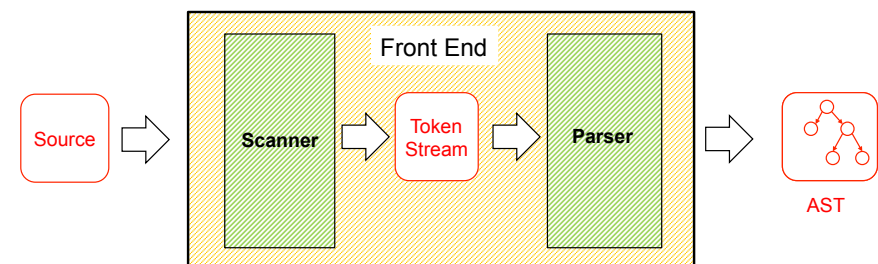 Front End
Source
Scanner
Token
Stream
Parser
AST